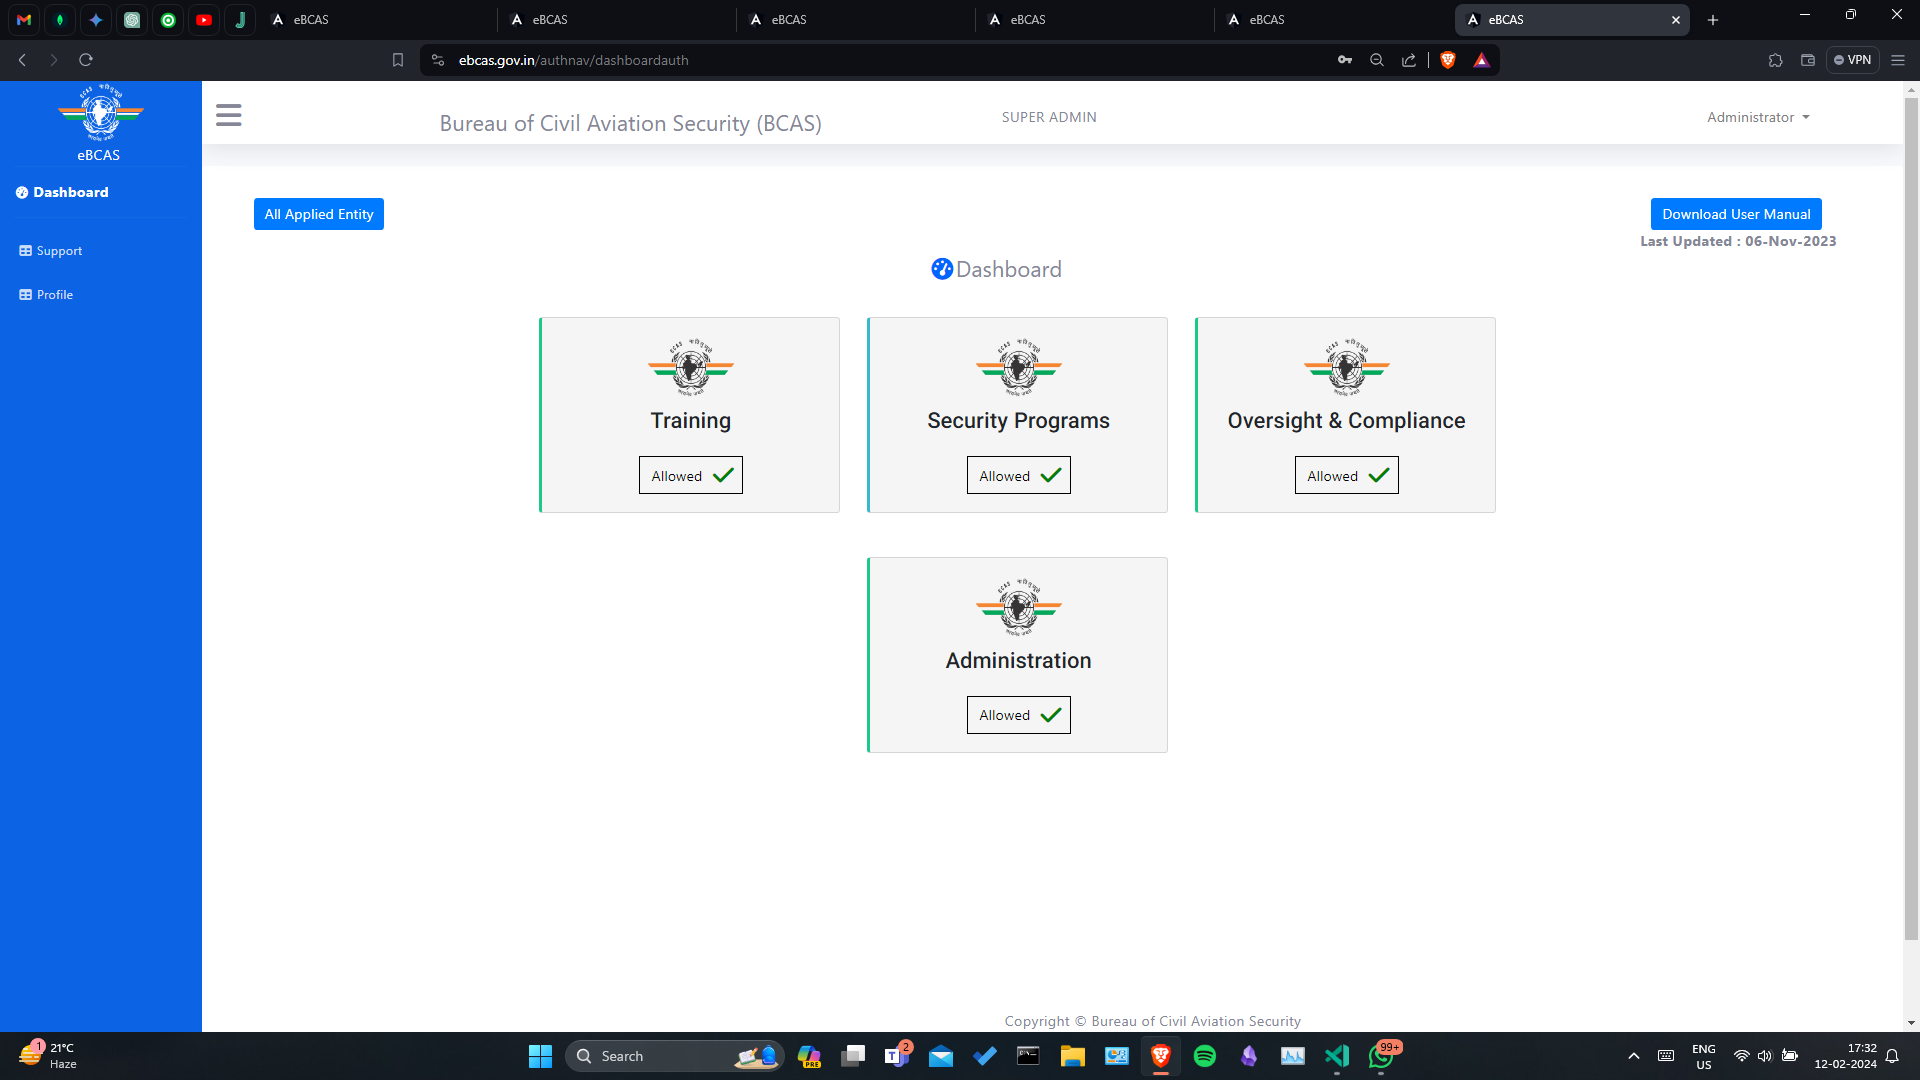 eBCAS
eBCAS
eBCAS
eBCAS
eBCAS
eBCAS
ebcas.gov.in/authnav/dashboardauth
VPN
eBCAS
Dashboard
Support
Profile
Bureau of Civil Aviation Security (BCAS)
SUPER ADMIN
Administrator
All Applied Entity
Download User Manual
Last Updated : 06-Nov-2023
Dashboard
Training
Allowed
Security Programs
Allowed
Oversight & Compliance
Allowed
Administration
Allowed
Copyright © Bureau of Civil Aviation Security
1
21°C
Haze
Search
PRE
2
99+
ENG
US
17:32
12-02-2024